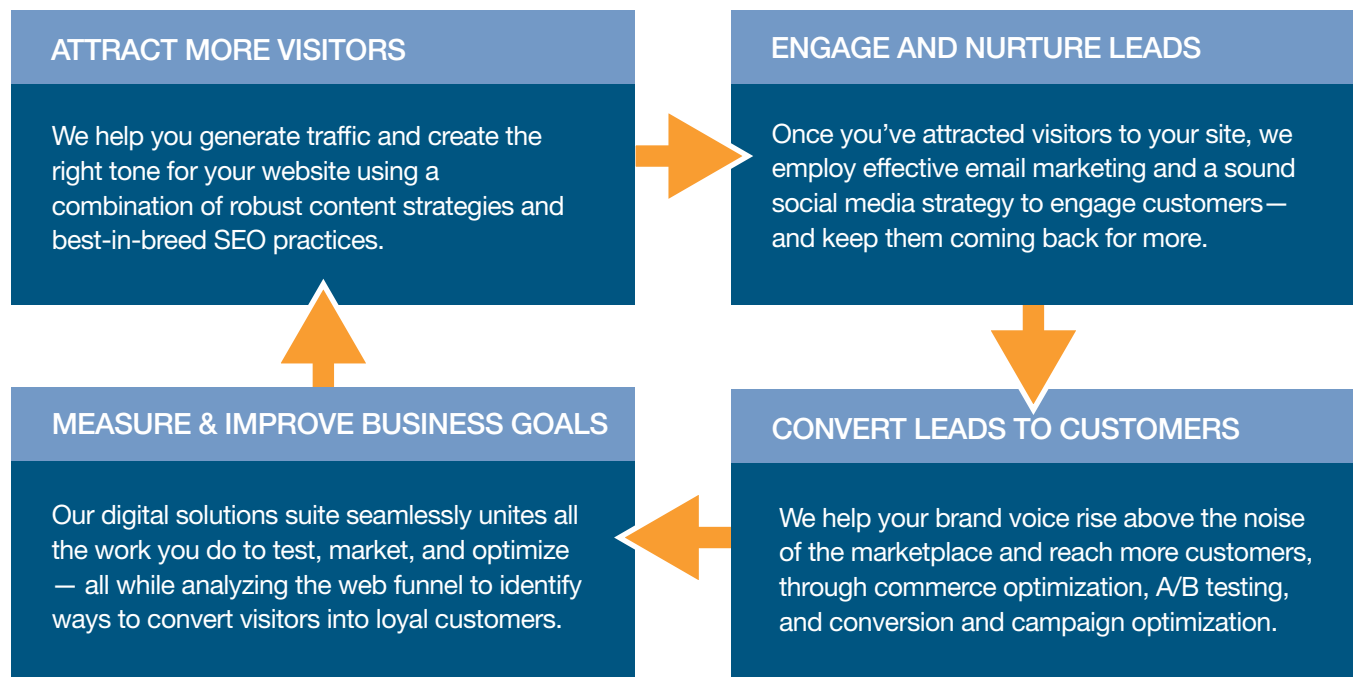 ATTRACT MORE VISITORS
We help you generate traffic and create the
right tone for your website using a
combination of robust content strategies and
best-in-breed SEO practices.
ENGAGE AND NURTURE LEADS
Once you’ve attracted visitors to your site, we
employ effective email marketing and a sound
social media strategy to engage customers—
and keep them coming back for more.
MEASURE & IMPROVE BUSINESS GOALS
Our digital solutions suite seamlessly unites all
the work you do to test, market, and optimize
— all while analyzing the web funnel to identify
ways to convert visitors into loyal customers.
CONVERT LEADS TO CUSTOMERS
We help your brand voice rise above the noise
of the marketplace and reach more customers,
through commerce optimization, A/B testing,
and conversion and campaign optimization.